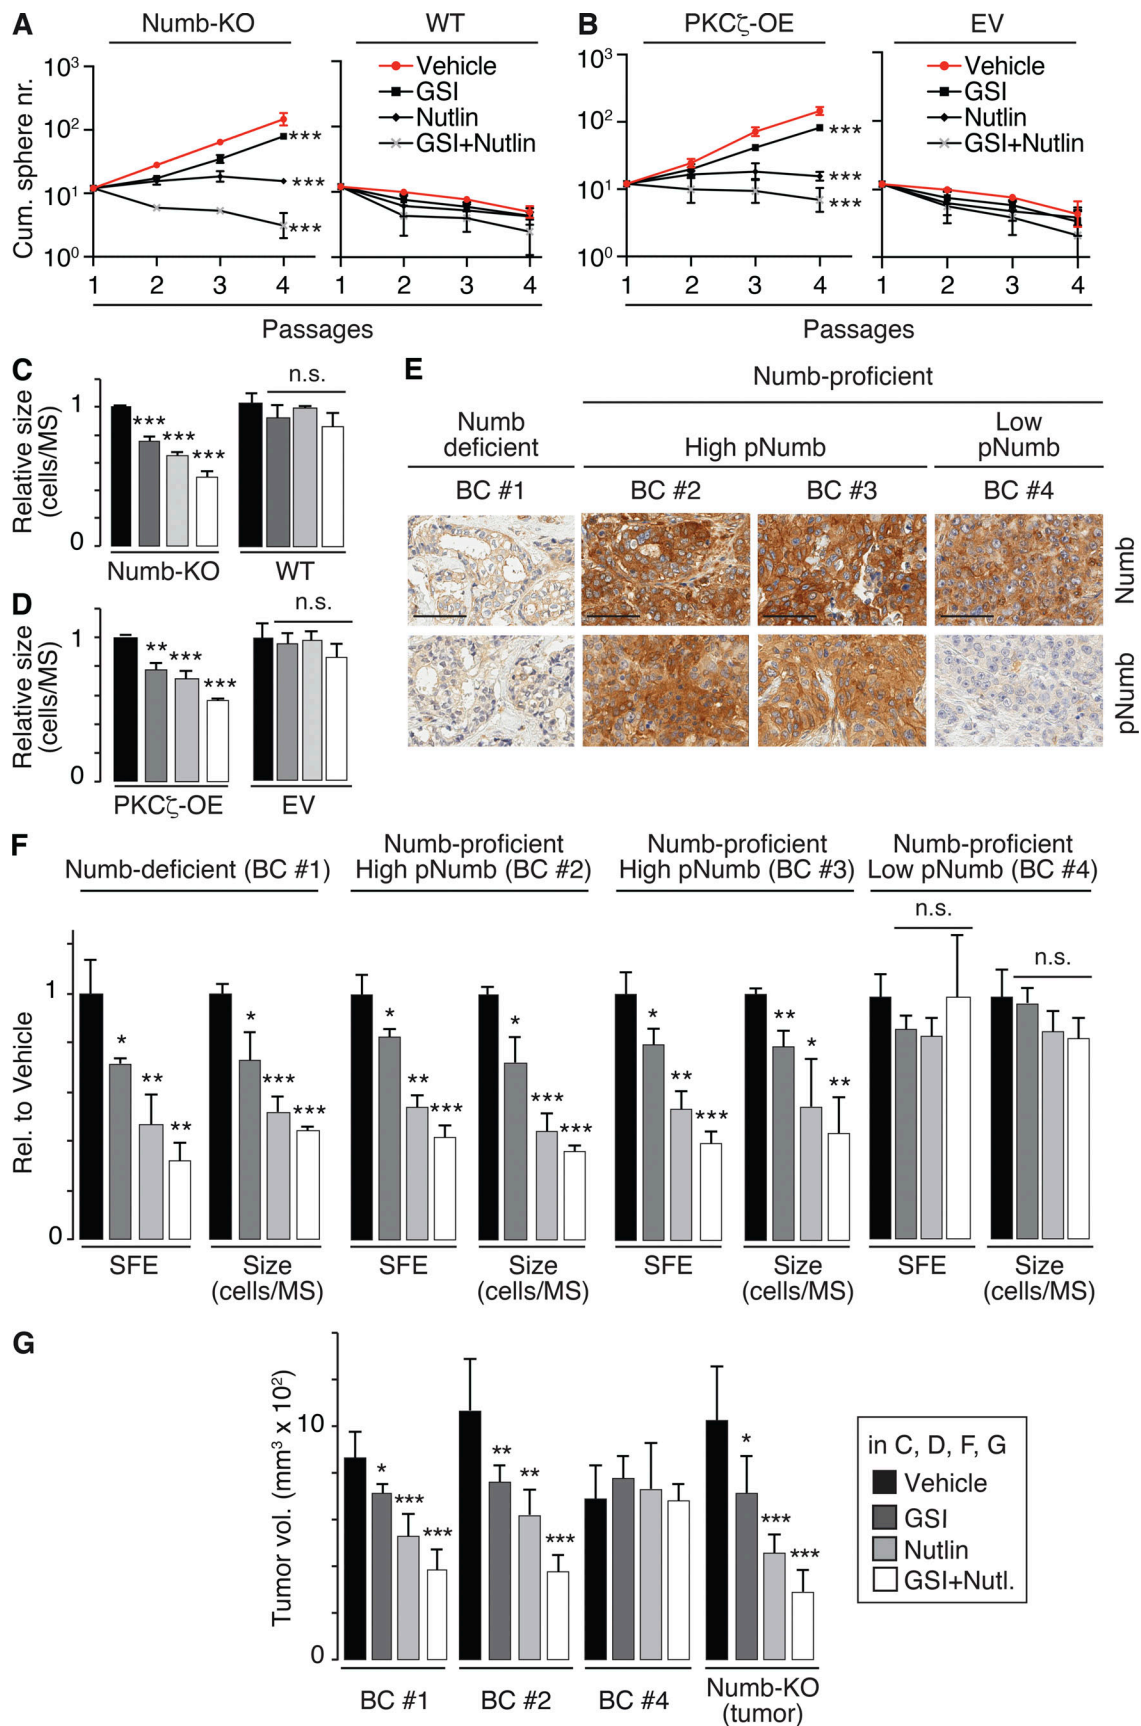 A
Numb-KO
WT
Cum. sphere nr.
10³
10²
10¹
10⁰
Vehicle
GSI
Nutlin
GSI+Nutlin
***
***
***
1 2 3 4
1 2 3 4
Passages
B
PKCζ-OE
EV
10³
10²
10¹
10⁰
Vehicle
GSI
Nutlin
GSI+Nutlin
***
***
***
1 2 3 4
1 2 3 4
Passages
C
Relative size
(cells/MS)
1
0
***
***
***
n.s.
Numb-KO
WT
D
Relative size
(cells/MS)
1
0
**
***
***
n.s.
PKCζ-OE
EV
E
Numb-proficient
Numb
deficient
High pNumb
Low
pNumb
BC #1
BC #2
BC #3
BC #4
Numb
pNumb
F
Numb-deficient (BC #1)
Numb-proficient
High pNumb (BC #2)
Numb-proficient
High pNumb (BC #3)
Numb-proficient
Low pNumb (BC #4)
Rel. to Vehicle
1
0
*
**
**
*
***
***
*
**
***
*
***
***
*
**
***
**
*
**
n.s.
n.s.
SFE
Size
(cells/MS)
SFE
Size
(cells/MS)
SFE
Size
(cells/MS)
SFE
Size
(cells/MS)
G
Tumor vol. (mm³ x 10²)
10
0
*
***
***
**
**
***
*
***
***
BC #1
BC #2
BC #4
Numb-KO
(tumor)
in C, D, F, G
Vehicle
GSI
Nutlin
GSI+Nutl.